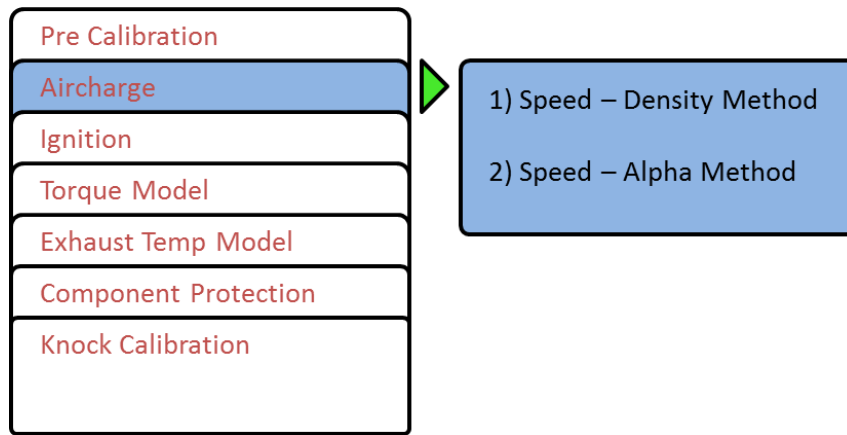 Pre Calibration
Aircharge
Ignition
Torque Model
Exhaust Temp Model
Component Protection
Knock Calibration
1) Speed – Density Method
2) Speed – Alpha Method